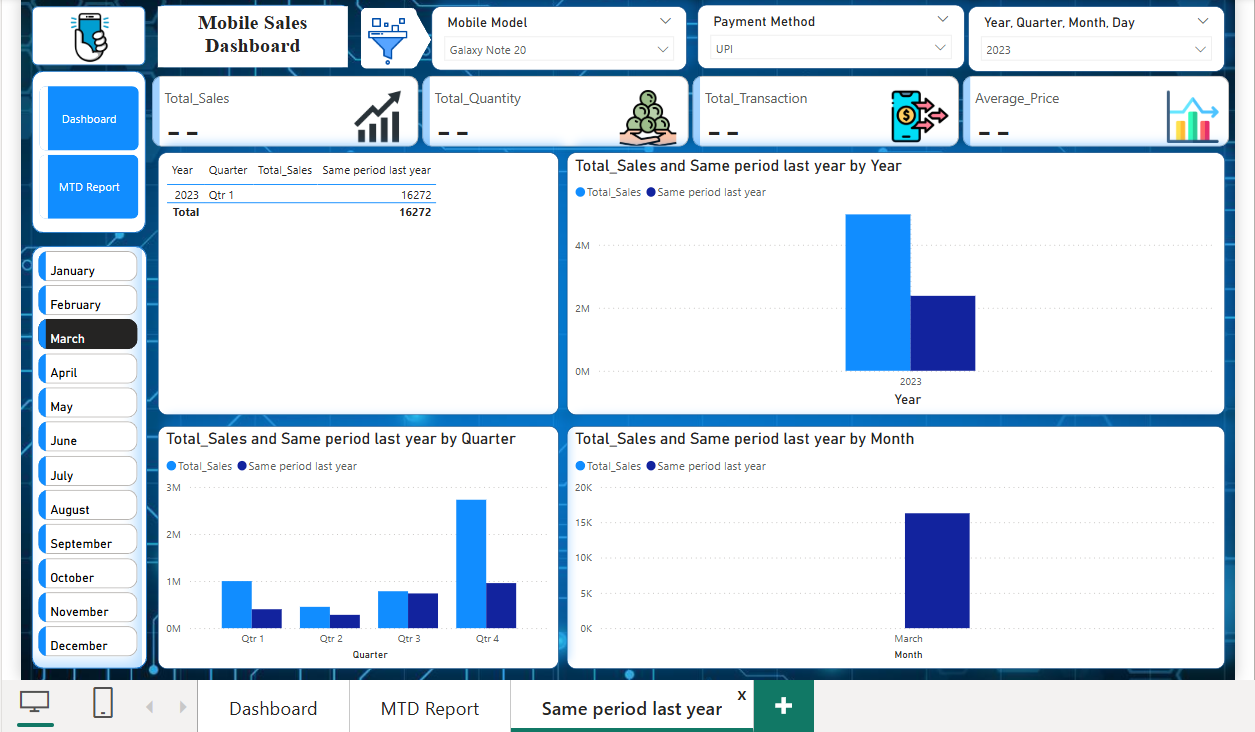 Mobile Sales
Dashboard
Mobile Model
Galaxy Note 20
Payment Method
UPI
Year, Quarter, Month, Day
2023
Dashboard
MTD Report
Total_Sales
--
Total_Quantity
--
Total_Transaction
--
Average_Price
--
January
February
March
April
May
June
July
August
September
October
November
December
Year Quarter Total_Sales Same period last year
2023 Qtr 1 16272
Total 16272
Total_Sales and Same period last year by Year
Total_Sales Same period last year
4M
2M
0M
2023
Year
Total_Sales and Same period last year by Quarter
Total_Sales Same period last year
3M
2M
1M
0M
Qtr 1 Qtr 2 Qtr 3 Qtr 4
Quarter
Total_Sales and Same period last year by Month
Total_Sales Same period last year
20K
15K
10K
5K
0K
March
Month
Dashboard
MTD Report
Same period last year
x
+